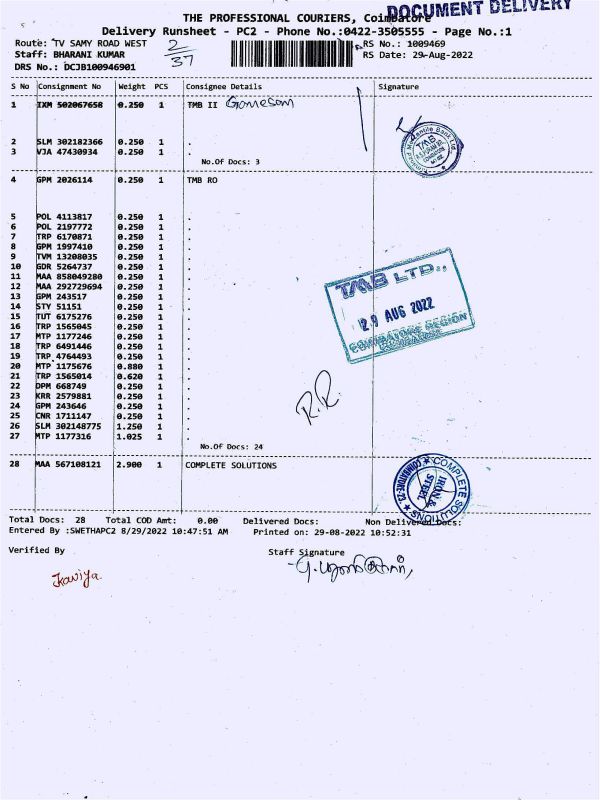 DOCUMENT DELIVERY
THE PROFESSIONAL COURIERS, Coimbatore
Delivery Runsheet - PC2 - Phone No.:0422-3505555 - Page No.:1
Route: TV SAMY ROAD WEST 2/37 RS No.: 1009469
Staff: BHARANI KUMAR RS Date: 29-Aug-2022
DRS No.: DCJB100946901
S No Consignment No Weight PCS Consignee Details Signature
1 IXM 502067658 0.250 1 TMB II
2 SLM 302182366 0.250 1 .
3 VJA 47430934 0.250 1 .
No.Of Docs: 3
4 GPM 2026114 0.250 1 TMB RO
5 POL 4113817 0.250 1 .
6 POL 2197772 0.250 1 .
7 TRP 6170871 0.250 1 .
8 GPM 1997410 0.250 1 .
9 TVM 13208035 0.250 1 .
10 GDR 5264737 0.250 1 .
11 MAA 858049280 0.250 1 .
12 MAA 292729694 0.250 1 .
13 GPM 243517 0.250 1 .
14 STY 51151 0.250 1 .
15 TUT 6175276 0.250 1 .
16 TRP 1565045 0.250 1 .
17 MTP 1177246 0.250 1 .
18 TRP 6491446 0.250 1 .
19 TRP 4764493 0.250 1 .
20 MTP 1175676 0.880 1 .
21 TRP 1565014 0.620 1 .
22 DPM 668749 0.250 1 .
23 KRR 2579881 0.250 1 .
24 GPM 243646 0.250 1 .
25 CNR 1711147 0.250 1 .
26 SLM 302148775 1.250 1 .
27 MTP 1177316 1.025 1 .
No.Of Docs: 24
TMB LTD.,
29 AUG 2022
COIMBATORE REGION
COIMBATORE
R.R.
28 MAA 567108121 2.900 1 COMPLETE SOLUTIONS
COMPLETE SOLUTIONS
IRON &
STEEL
Total Docs: 28 Total COD Amt: 0.00 Delivered Docs: Non Delivered Docs:
Entered By :SWETHAPC2 8/29/2022 10:47:51 AM Printed on: 29-08-2022 10:52:31
Verified By Staff Signature
Kaviya